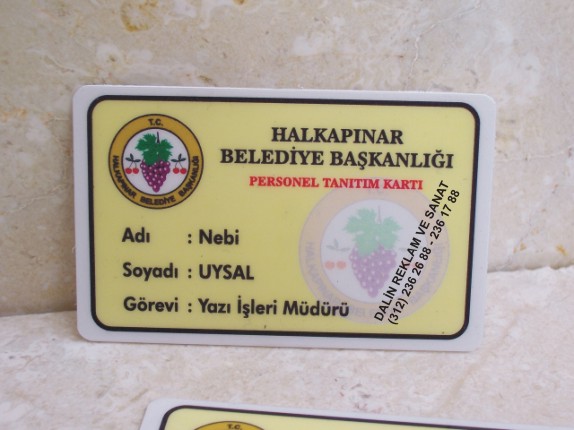 T.C.
HALKAPINAR BELEDİYE BAŞKANLIĞI
HALKAPINAR
BELEDİYE BAŞKANLIĞI
PERSONEL TANITIM KARTI
Adı : Nebi
Soyadı : UYSAL
Görevi : Yazı İşleri Müdürü
DALİN REKLAM VE SANAT
(312) 236 26 88 - 236 17 88